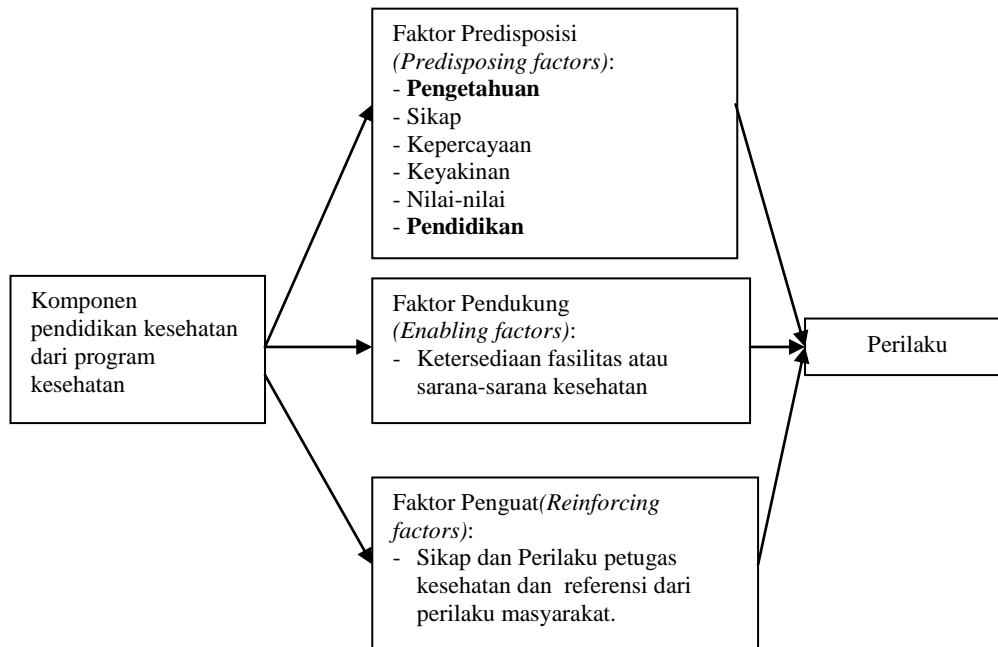 Faktor Predisposisi
(Predisposing factors):
- Pengetahuan
- Sikap
- Kepercayaan
- Keyakinan
- Nilai-nilai
- Pendidikan
Komponen
pendidikan kesehatan
dari program
kesehatan
Faktor Pendukung
(Enabling factors):
- Ketersediaan fasilitas atau
sarana-sarana kesehatan
Perilaku
Faktor Penguat(Reinforcing
factors):
- Sikap dan Perilaku petugas
kesehatan dan referensi dari
perilaku masyarakat.